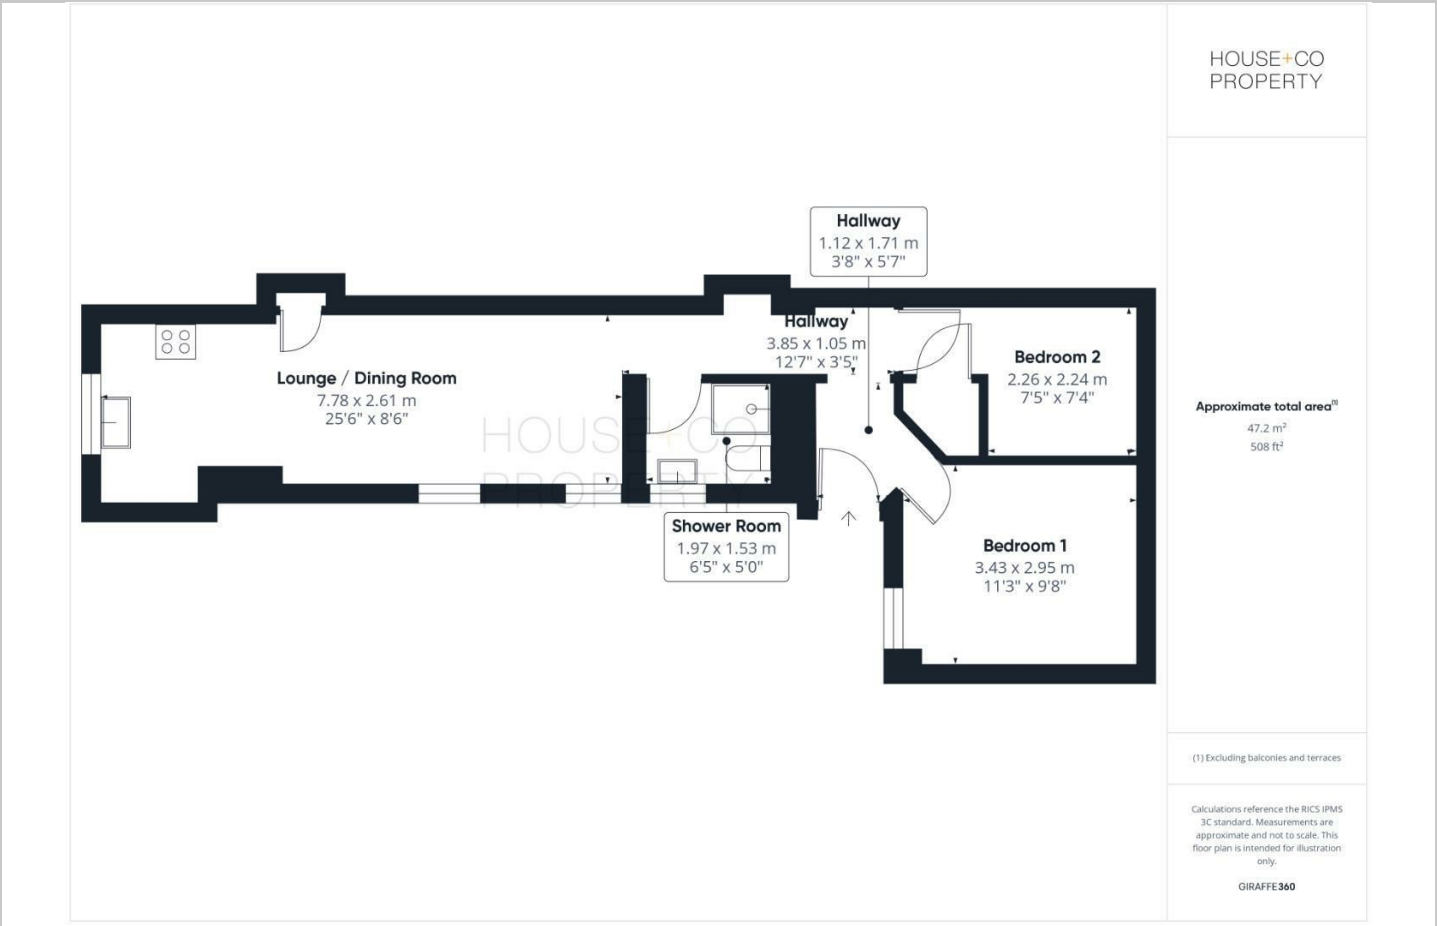 HOUSE+CO
PROPERTY
Hallway
1.12 x 1.71 m
3'8" x 5'7"
Hallway
3.85 x 1.05 m
12'7" x 3'5"
Bedroom 2
2.26 x 2.24 m
7'5" x 7'4"
Lounge / Dining Room
7.78 x 2.61 m
25'6" x 8'6"
HOUSE+CO
PROPERTY
Shower Room
1.97 x 1.53 m
6'5" x 5'0"
Bedroom 1
3.43 x 2.95 m
11'3" x 9'8"
Approximate total area(1)
47.2 m²
508 ft²
(1) Excluding balconies and terraces
Calculations reference the RICS IPMS
3C standard. Measurements are
approximate and not to scale. This
floor plan is intended for illustration
only.
GIRAFFE360